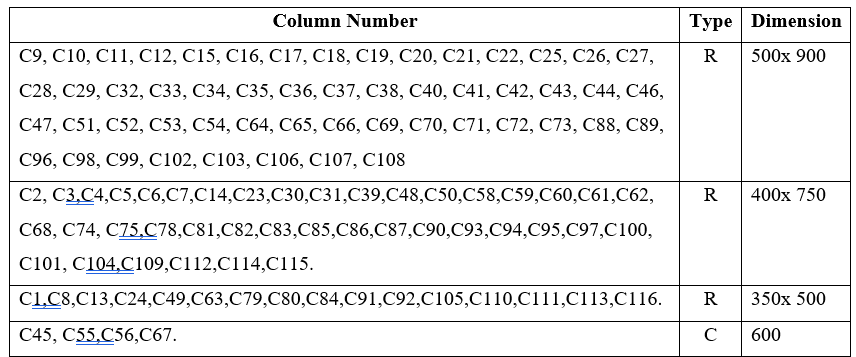 Column Number Type Dimension
C9, C10, C11, C12, C15, C16, C17, C18, C19, C20, C21, C22, C25, C26, C27, R 500x 900
C28, C29, C32, C33, C34, C35, C36, C37, C38, C40, C41, C42, C43, C44, C46,
C47, C51, C52, C53, C54, C64, C65, C66, C69, C70, C71, C72, C73, C88, C89,
C96, C98, C99, C102, C103, C106, C107, C108
C2, C3,C4,C5,C6,C7,C14,C23,C30,C31,C39,C48,C50,C58,C59,C60,C61,C62, R 400x 750
C68, C74, C75,C78,C81,C82,C83,C85,C86,C87,C90,C93,C94,C95,C97,C100,
C101, C104,C109,C112,C114,C115.
C1,C8,C13,C24,C49,C63,C79,C80,C84,C91,C92,C105,C110,C111,C113,C116. R 350x 500
C45, C55,C56,C67. C 600